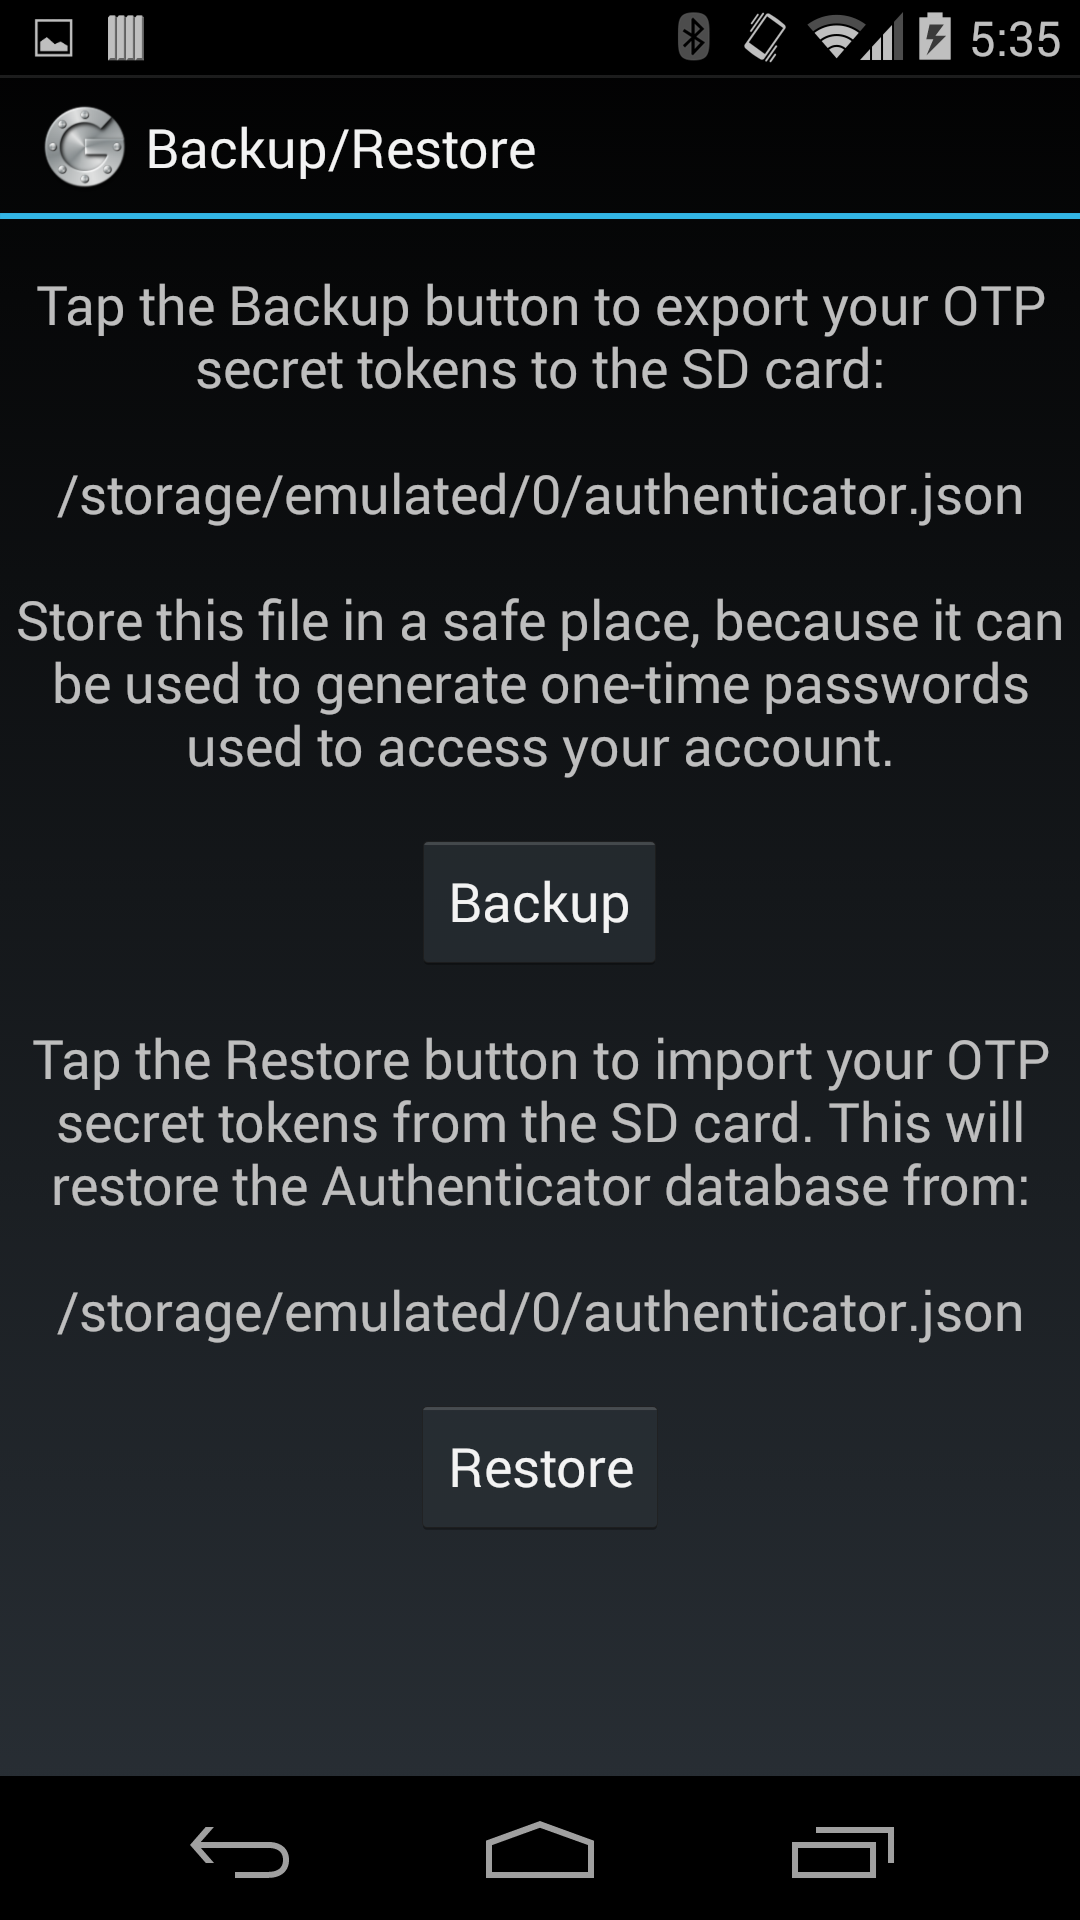 5:35
Backup/Restore
Tap the Backup button to export your OTP
secret tokens to the SD card:
/storage/emulated/0/authenticator.json
Store this file in a safe place, because it can
be used to generate one-time passwords
used to access your account.
Backup
Tap the Restore button to import your OTP
secret tokens from the SD card. This will
restore the Authenticator database from:
/storage/emulated/0/authenticator.json
Restore